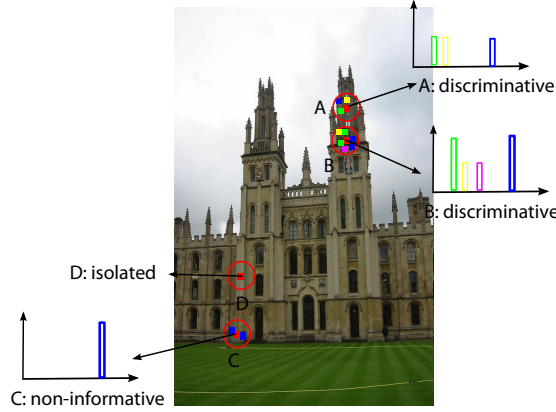 A: discriminative
A
B
B: discriminative
D: isolated
D
C
C: non-informative